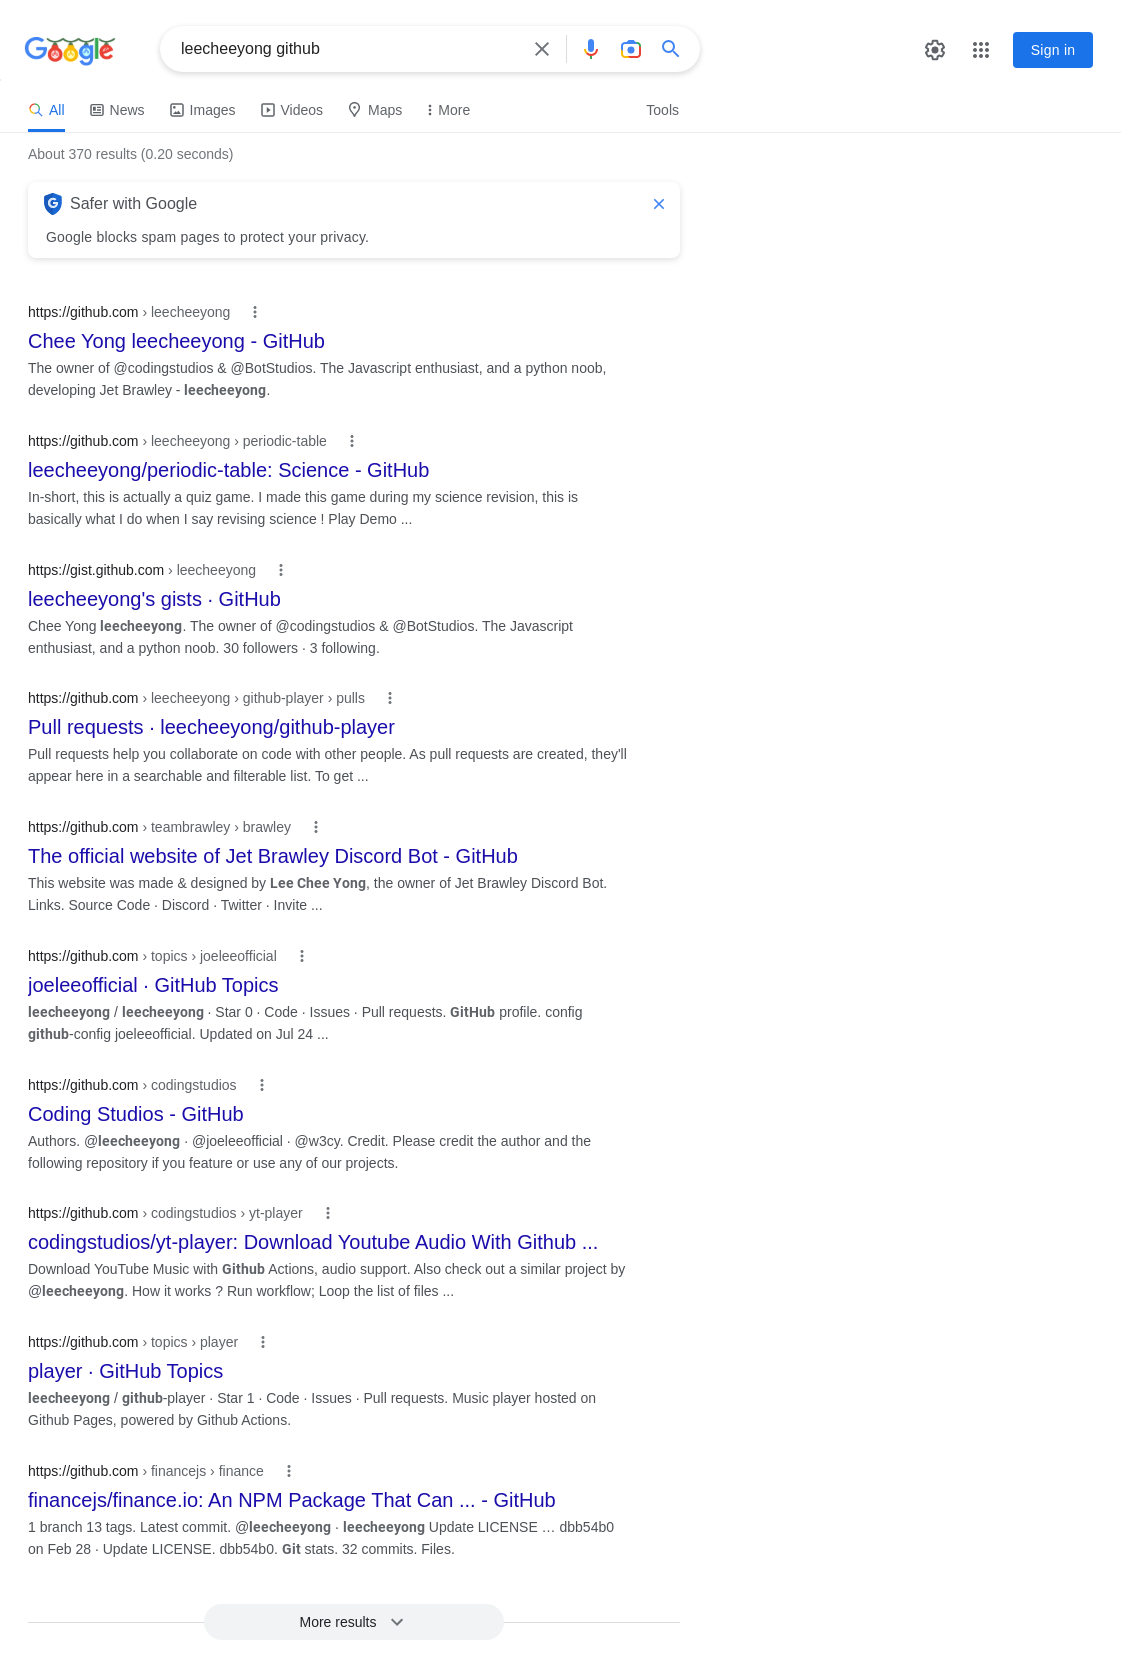 Google
leecheeyong github
Sign in
All News Images Videos Maps More Tools
About 370 results (0.20 seconds)
Safer with Google
Google blocks spam pages to protect your privacy.
https://github.com › leecheeyong
Chee Yong leecheeyong - GitHub
The owner of @codingstudios & @BotStudios. The Javascript enthusiast, and a python noob,
developing Jet Brawley - leecheeyong.
https://github.com › leecheeyong › periodic-table
leecheeyong/periodic-table: Science - GitHub
In-short, this is actually a quiz game. I made this game during my science revision, this is
basically what I do when I say revising science ! Play Demo ...
https://gist.github.com › leecheeyong
leecheeyong's gists · GitHub
Chee Yong leecheeyong. The owner of @codingstudios & @BotStudios. The Javascript
enthusiast, and a python noob. 30 followers · 3 following.
https://github.com › leecheeyong › github-player › pulls
Pull requests · leecheeyong/github-player
Pull requests help you collaborate on code with other people. As pull requests are created, they'll
appear here in a searchable and filterable list. To get ...
https://github.com › teambrawley › brawley
The official website of Jet Brawley Discord Bot - GitHub
This website was made & designed by Lee Chee Yong, the owner of Jet Brawley Discord Bot.
Links. Source Code · Discord · Twitter · Invite ...
https://github.com › topics › joeleeofficial
joeleeofficial · GitHub Topics
leecheeyong / leecheeyong · Star 0 · Code · Issues · Pull requests. GitHub profile. config
github-config joeleeofficial. Updated on Jul 24 ...
https://github.com › codingstudios
Coding Studios - GitHub
Authors. @leecheeyong · @joeleeofficial · @w3cy. Credit. Please credit the author and the
following repository if you feature or use any of our projects.
https://github.com › codingstudios › yt-player
codingstudios/yt-player: Download Youtube Audio With Github ...
Download YouTube Music with Github Actions, audio support. Also check out a similar project by
@leecheeyong. How it works ? Run workflow; Loop the list of files ...
https://github.com › topics › player
player · GitHub Topics
leecheeyong / github-player · Star 1 · Code · Issues · Pull requests. Music player hosted on
Github Pages, powered by Github Actions.
https://github.com › financejs › finance
financejs/finance.io: An NPM Package That Can ... - GitHub
1 branch 13 tags. Latest commit. @leecheeyong · leecheeyong Update LICENSE … dbb54b0
on Feb 28 · Update LICENSE. dbb54b0. Git stats. 32 commits. Files.
More results